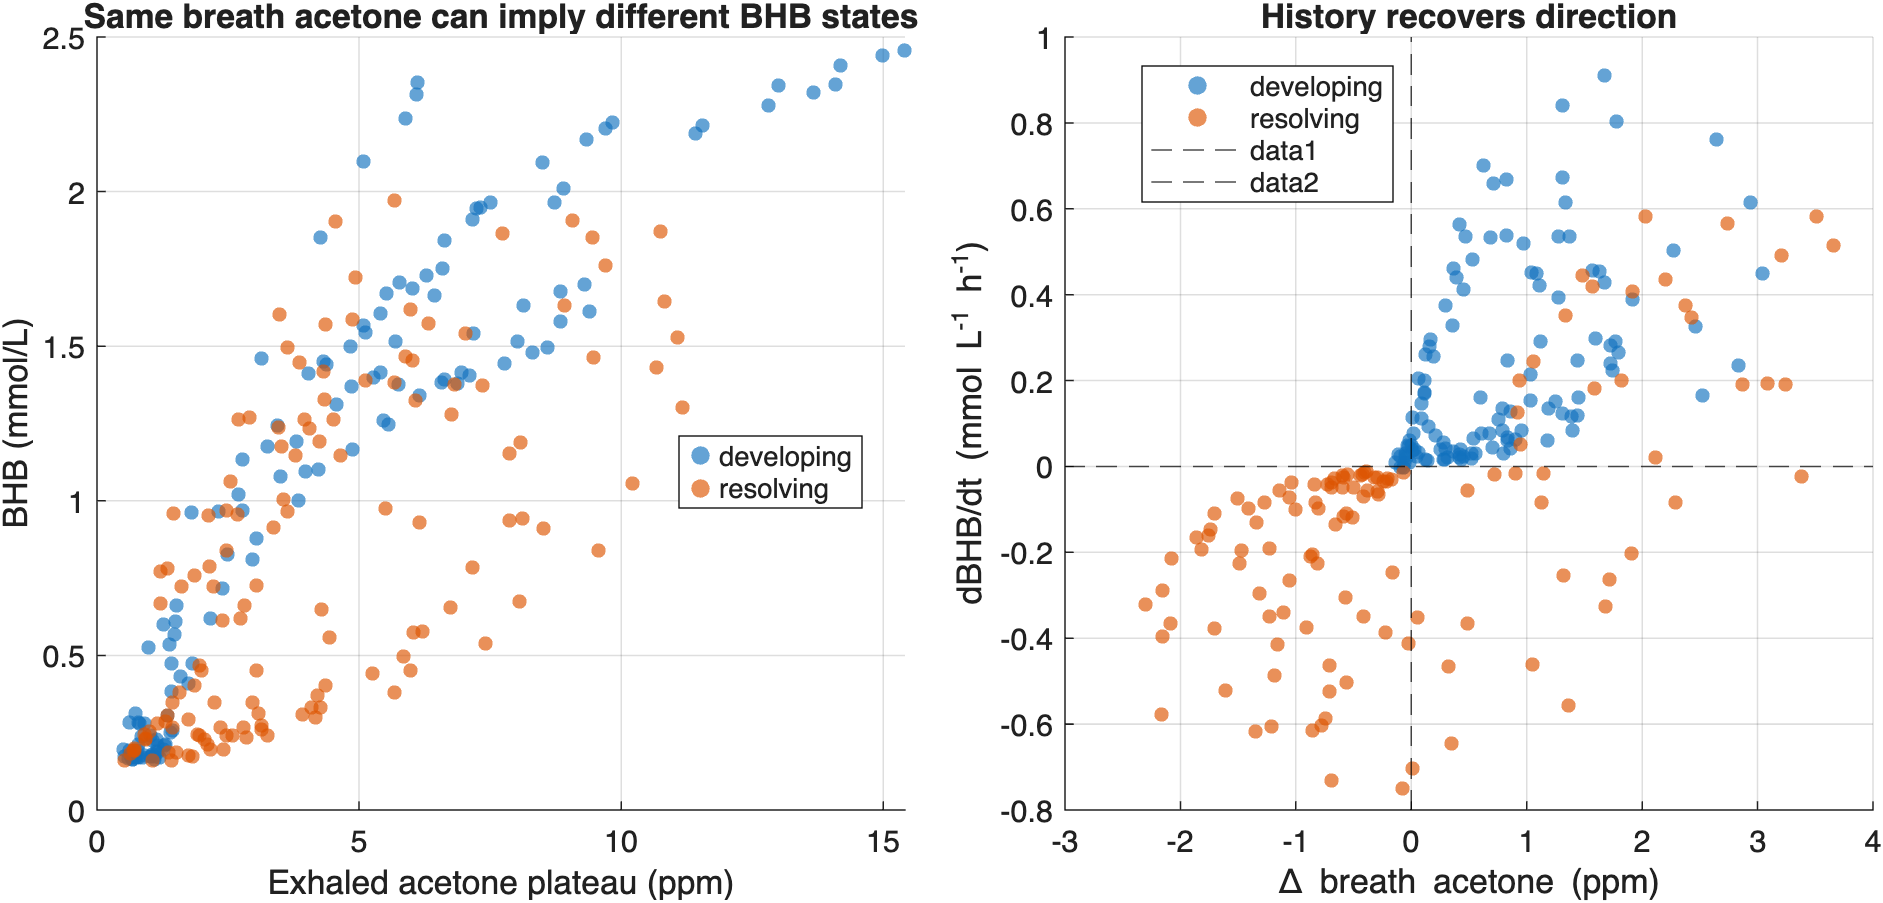 Same breath acetone can imply different BHB states
BHB (mmol/L)
2.5
2
1.5
1
0.5
0
0
5
10
15
Exhaled acetone plateau (ppm)
developing
resolving
History recovers direction
dBHB/dt (mmol L⁻¹ h⁻¹)
1
0.8
0.6
0.4
0.2
0
-0.2
-0.4
-0.6
-0.8
-3
-2
-1
0
1
2
3
4
Δ breath acetone (ppm)
developing
resolving
data1
data2